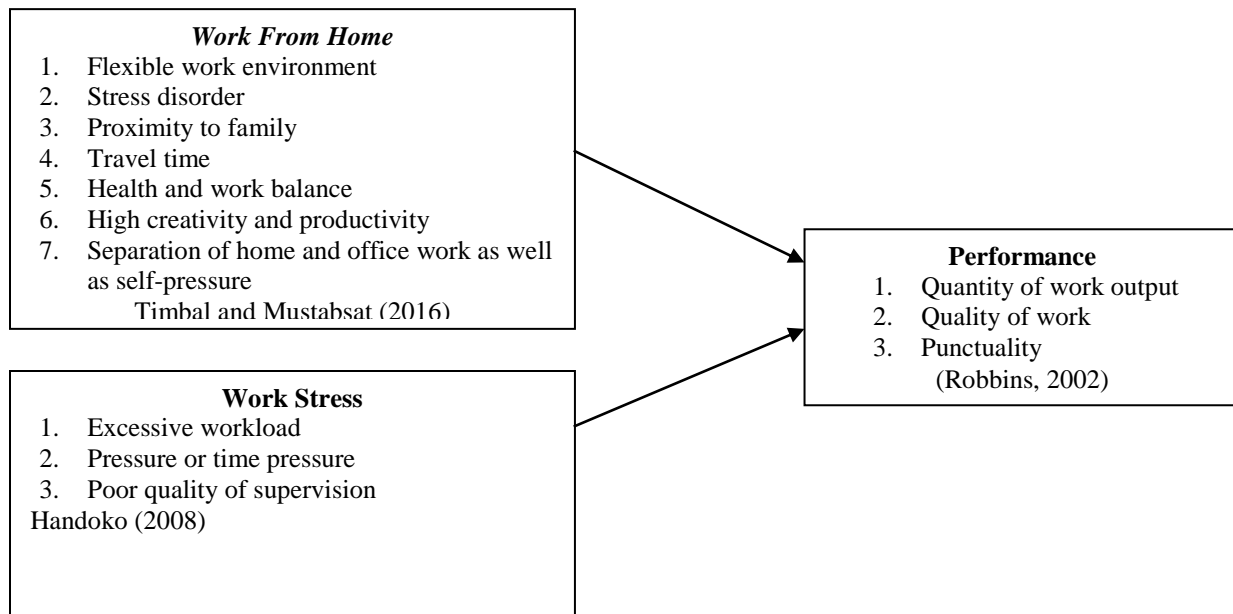 Work From Home
1. Flexible work environment
2. Stress disorder
3. Proximity to family
4. Travel time
5. Health and work balance
6. High creativity and productivity
7. Separation of home and office work as well
as self-pressure
Timbal and Mustabsat (2016)
Work Stress
1. Excessive workload
2. Pressure or time pressure
3. Poor quality of supervision
Handoko (2008)
Performance
1. Quantity of work output
2. Quality of work
3. Punctuality
(Robbins, 2002)